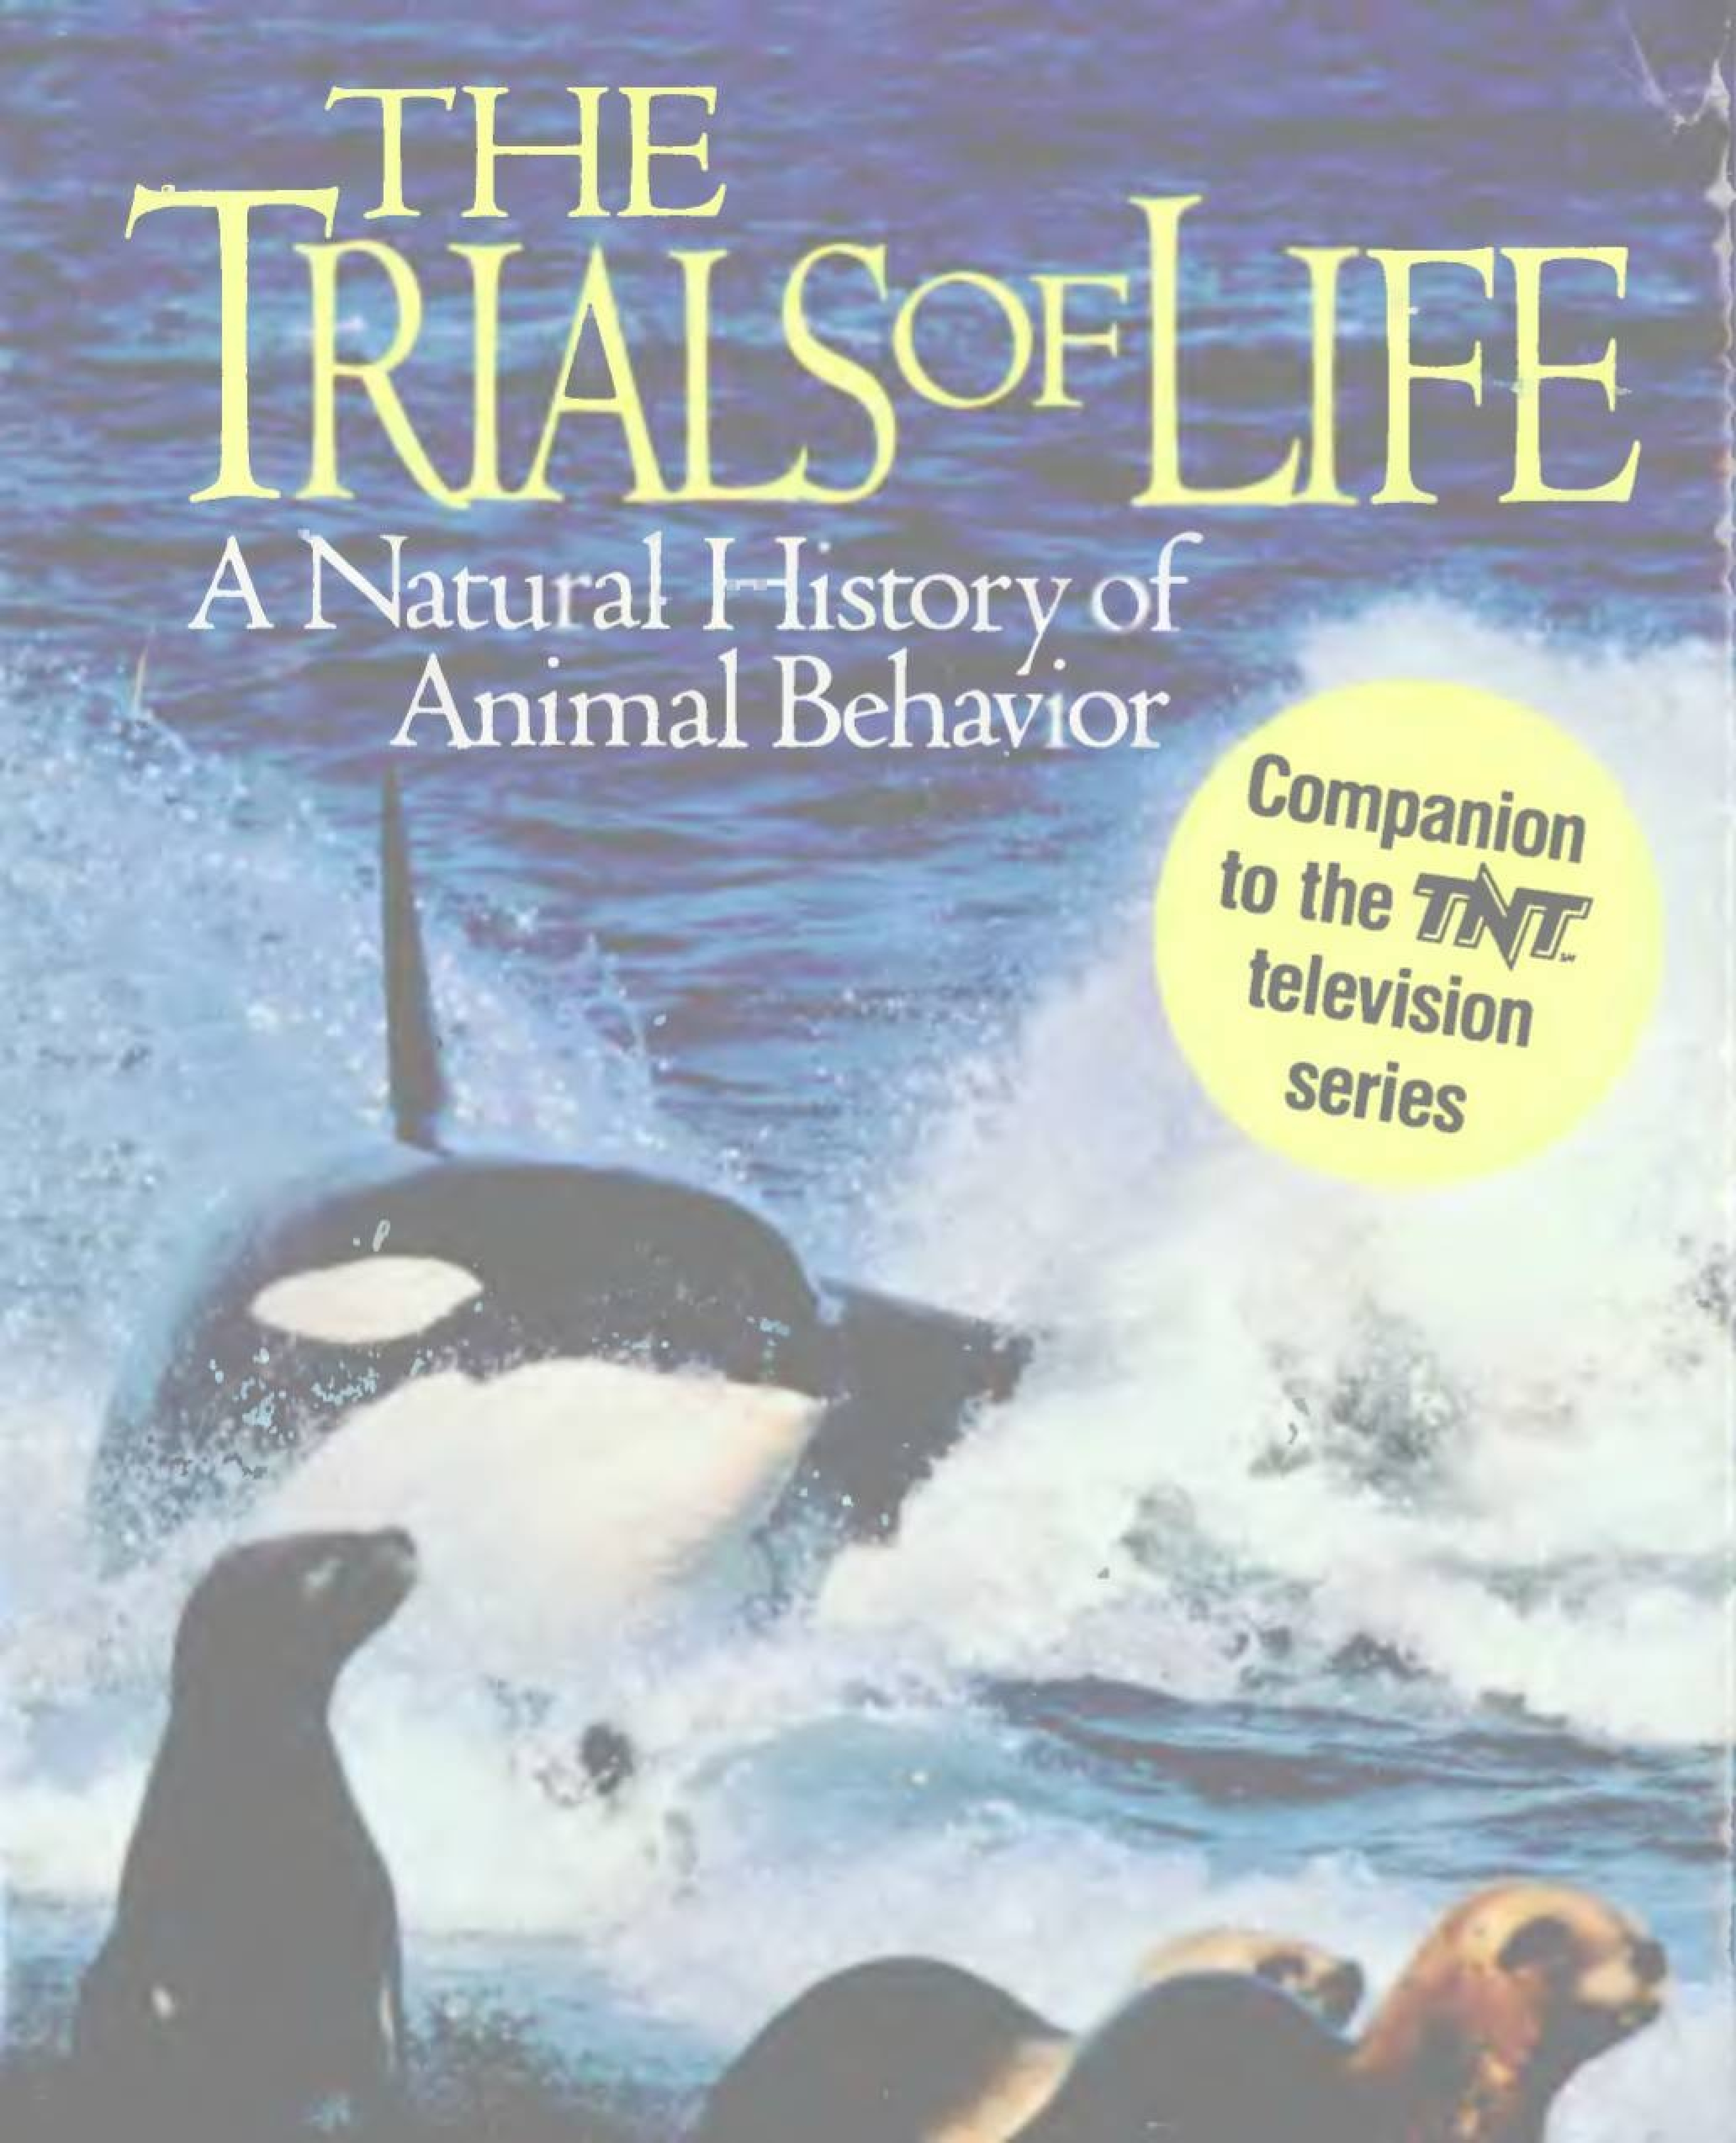 THE
TRIALS OF LIFE
A Natural History of
Animal Behavior
Companion
to the TNT
television
series